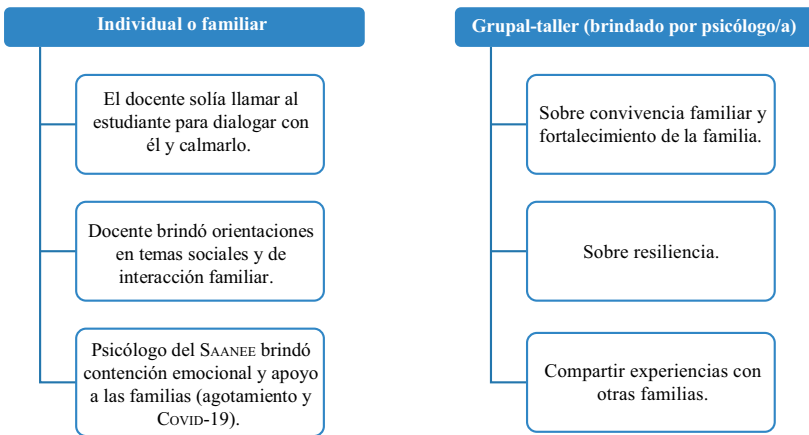 Individual o familiar
El docente solía llamar al
estudiante para dialogar con
él y calmarlo.
Docente brindó orientaciones
en temas sociales y de
interacción familiar.
Psicólogo del SAANEE brindó
contención emocional y apoyo
a las familias (agotamiento y
COVID-19).
Grupal-taller (brindado por psicólogo/a)
Sobre convivencia familiar y
fortalecimiento de la familia.
Sobre resiliencia.
Compartir experiencias con
otras familias.